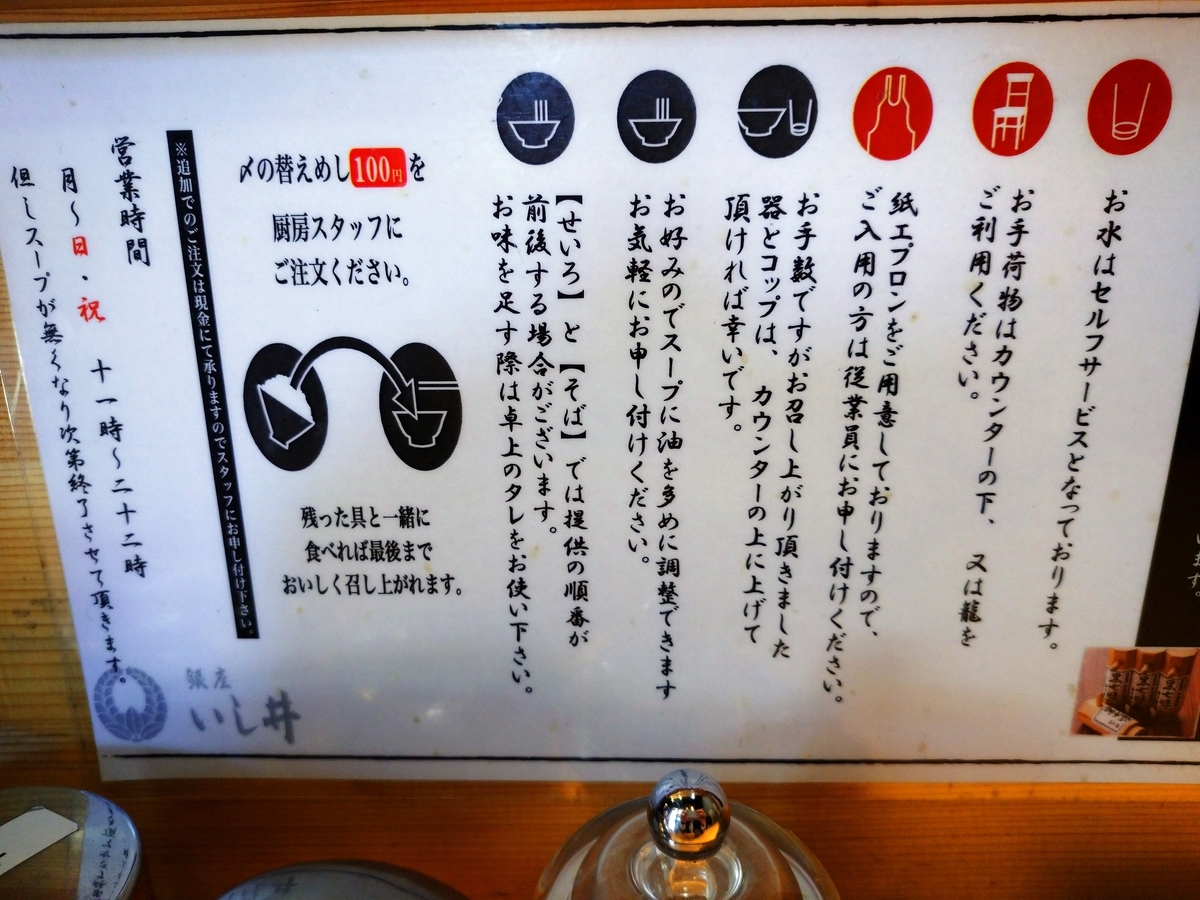 お水はセルフサービスとなっております。
お手荷物はカウンターの下、又は籠を
ご利用ください。
紙エプロンをご用意しておりますので、
ご入用の方は従業員にお申し付けください。
お手数ですがお召し上がり頂きました
器とコップは、カウンターの上に上げて
頂ければ幸いです。
お好みのでスープに油を多めに調整できます
お気軽にお申し付けください。
【せいろ】と【そば】では提供の順番が
前後する場合がございます。
お味を足す際は卓上のタレをお使い下さい。
〆の替えめし100円を
厨房スタッフに
ご注文ください。
残った具と一緒に
食べれば最後まで
おいしく召し上がれます。
※追加でのご注文は現金にて承りますのでスタッフにお申し付け下さい。
営業時間
月〜日・祝 十一時〜二十二時
但しスープが無くなり次第終了させて頂きます。
銀座
いし井